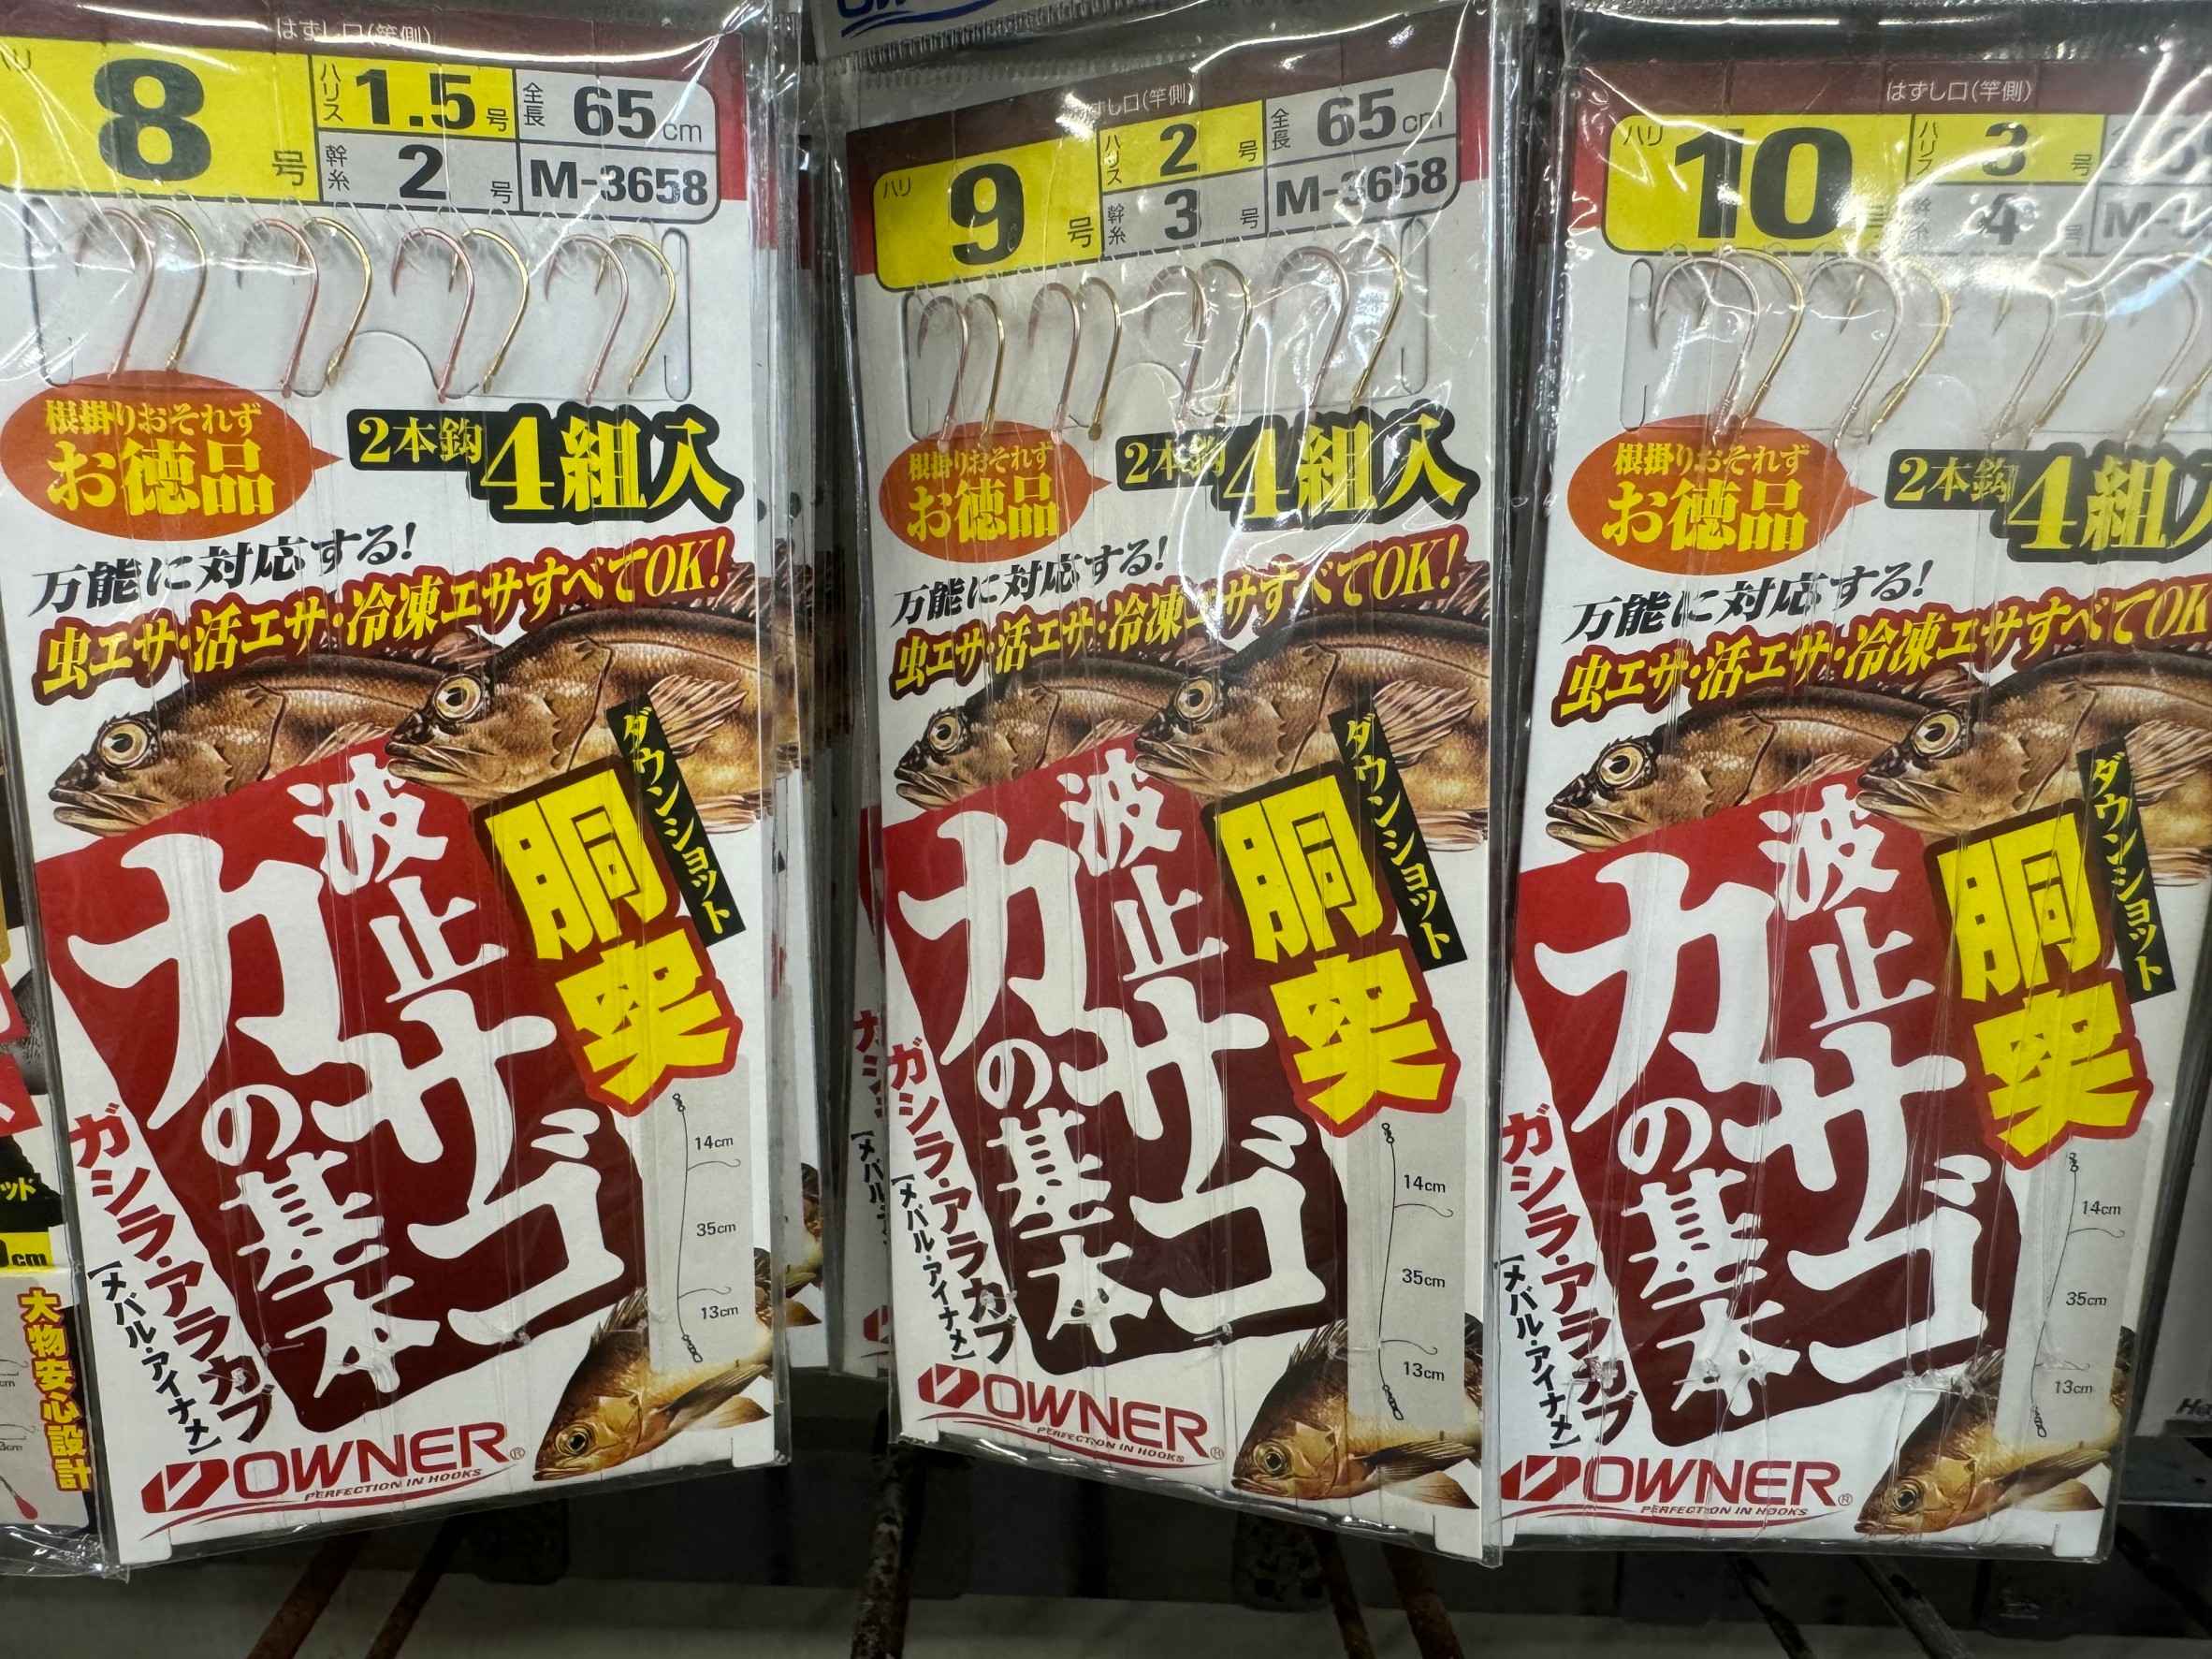 はずし口(竿側)
ハリ 8 号
ハリス 1.5 号
幹糸 2 号
全長 65cm
M-3658
根掛りおそれず
お徳品
2本鈎 4組入
万能に対応する!
虫エサ・活エサ・冷凍エサすべてOK!
ダウンショット
胴突
波止
カサゴ
の基本
ガシラ・アラカブ
[メバル・アイナメ]
14cm
35cm
13cm
OWNER®
PERFECTION IN HOOKS
ずし口(竿側)
ハリ 9 号
ハリス 2 号
幹糸 3 号
全長 65cm
M-3658
根掛りおそれず
お徳品
2本鈎 4組入
万能に対応する!
虫エサ・活エサ・冷凍エサすべてOK!
ダウンショット
胴突
波止
カサゴ
の基本
ガシラ・アラカブ
[メバル・アイナメ]
14cm
35cm
13cm
OWNER®
PERFECTION IN HOOKS
はずし口(竿側)
ハリ 10 号
ハリス 3 号
幹糸 4 号
M-3
根掛りおそれず
お徳品
2本鈎 4組
万能に対応する!
虫エサ・活エサ・冷凍エサすべてOK
ダウンショット
胴突
波止
カサゴ
の基本
ガシラ・アラカブ
[メバル・アイナメ]
14cm
35cm
13cm
OWNER®
PERFECTION IN HOOKS
ッド
cm
大物安心設計